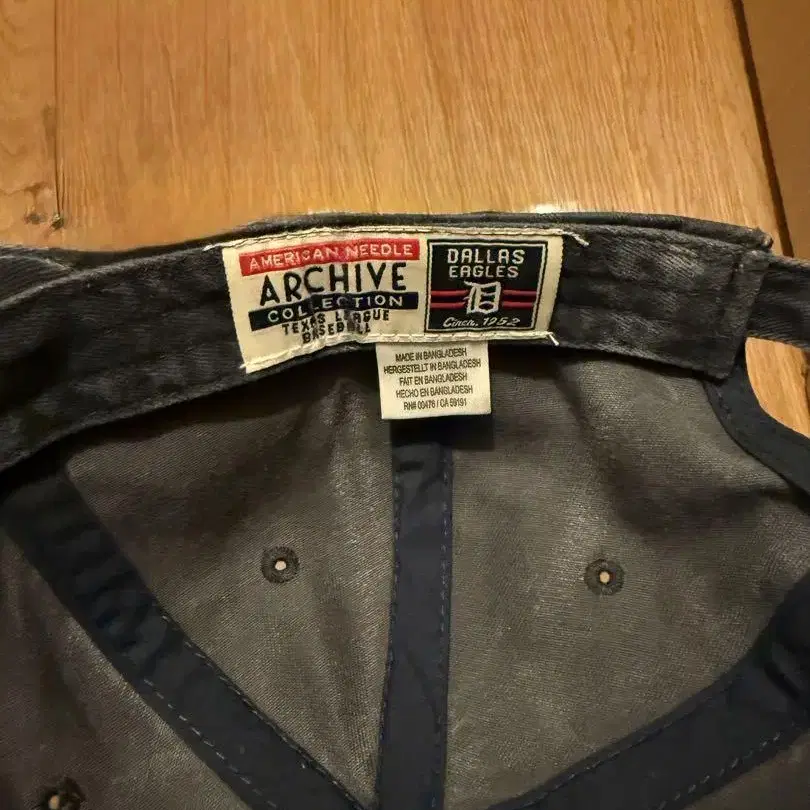 AMERICAN NEEDLE
ARCHIVE
COLLECTION
TEXAS LEAGUE
BASEBALL
DALLAS
EAGLES
D
Circa. 1952
MADE IN BANGLADESH
HERGESTELLT IN BANGLADESH
FAIT EN BANGLADESH
HECHO EN BANGLADESH
RN# 00476 / CA 59191